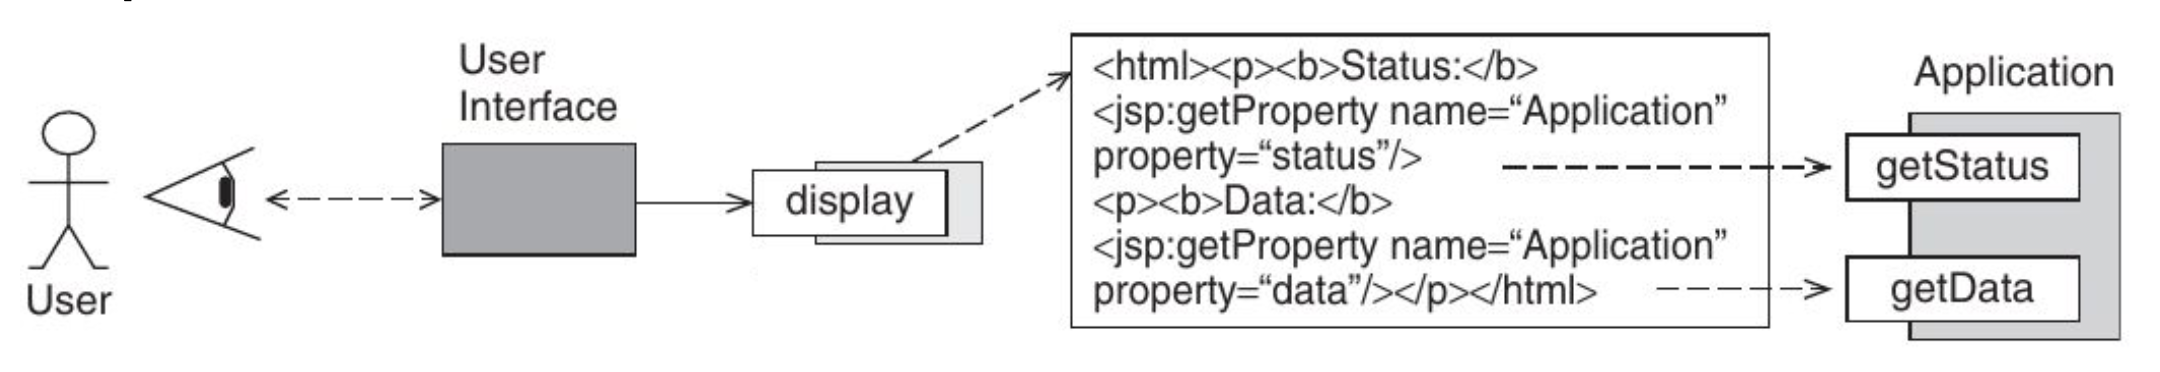 User
Interface
User
display
<html><p><b>Status:</b>
<jsp:getProperty name=“Application”
property=“status”/>
<p><b>Data:</b>
<jsp:getProperty name=“Application”
property=“data”/></p></html>
Application
getStatus
getData